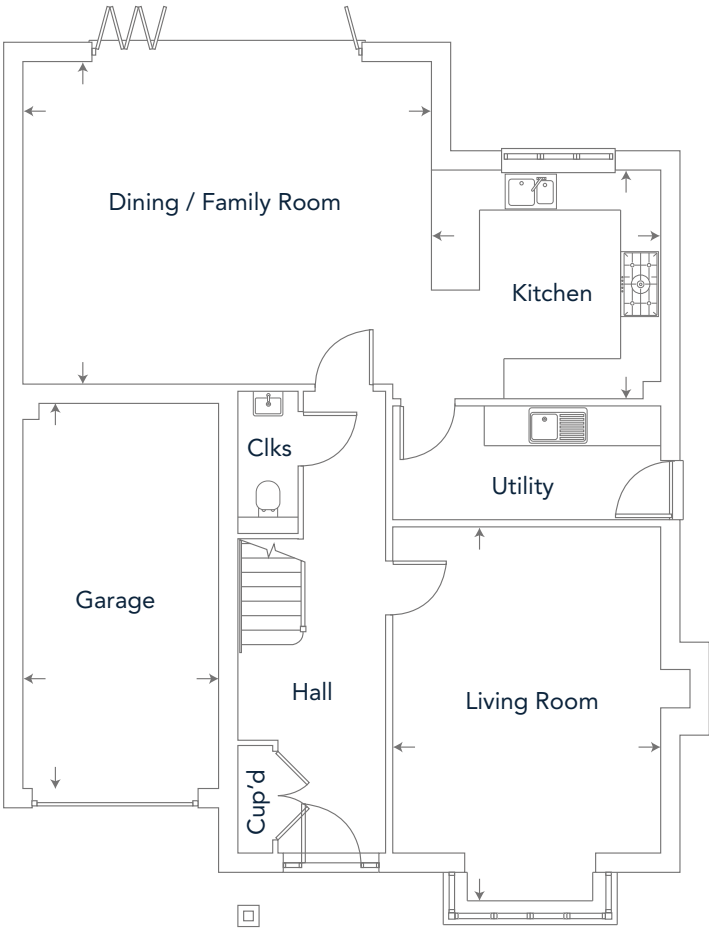 Dining / Family Room
Kitchen
Clks
Utility
Garage
Hall
Living Room
Cup'd